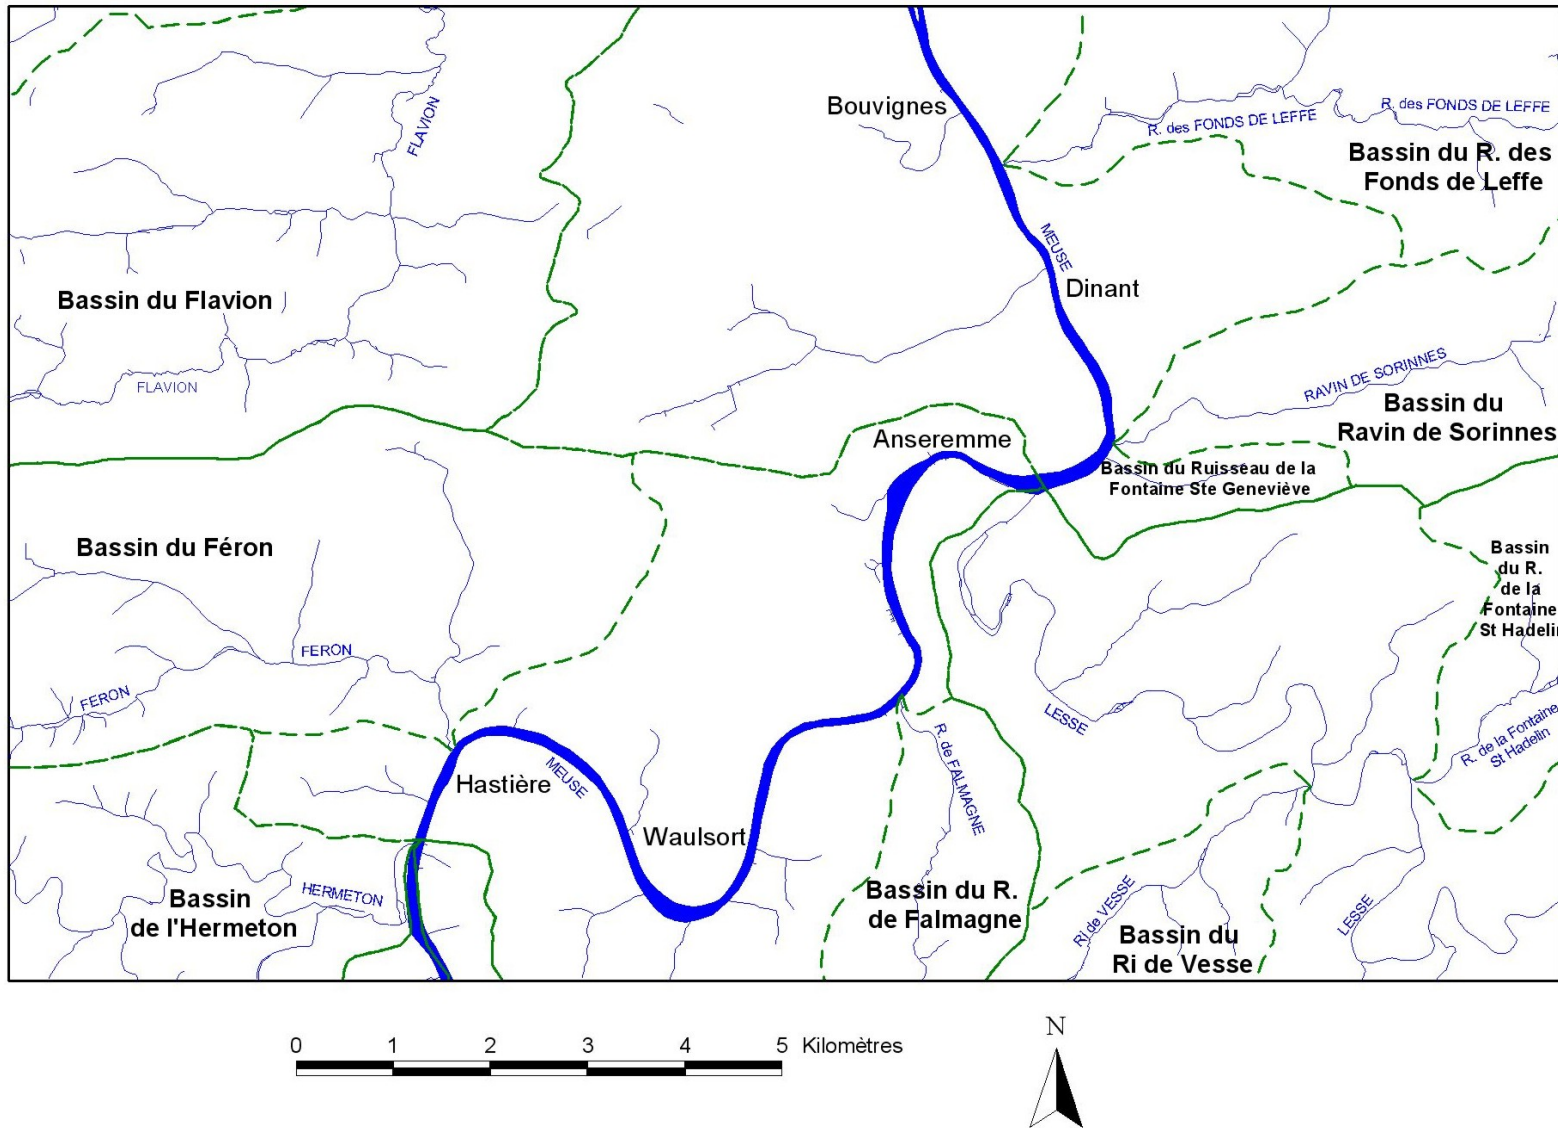 Bouvignes
FLAVION
R. des FONDS DE LEFFE
R. des FONDS DE LEFFE
Bassin du R. des
Fonds de Leffe
MEUSE
Dinant
Bassin du Flavion
FLAVION
RAVIN DE SORINNES
Bassin du
Ravin de Sorinnes
Anseremme
Bassin du Ruisseau de la
Fontaine Ste Geneviève
Bassin du Féron
Bassin
du R.
de la
Fontaine
St Hadelin
FERON
FERON
LESSE
R. de FALMAGNE
R. de la Fontaine
St Hadelin
Hastière
MEUSE
Waulsort
HERMETON
Bassin
de l'Hermeton
Bassin du R.
de Falmagne
Ri de VESSE
LESSE
Bassin du
Ri de Vesse
0 1 2 3 4 5 Kilomètres
N